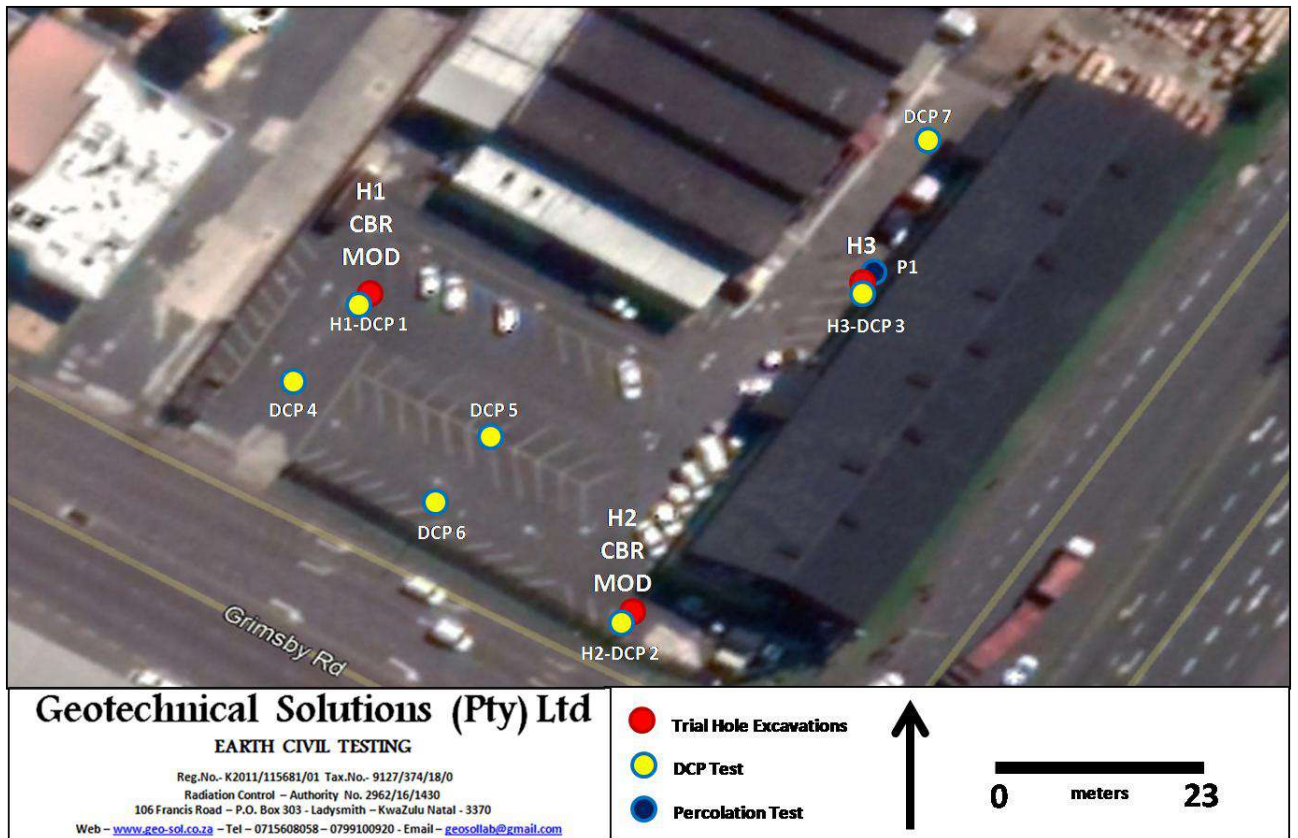 DCP 7
H1
CBR
MOD
H3
P1
H1-DCP 1
H3-DCP 3
DCP 4
DCP 5
DCP 6
H2
CBR
MOD
H2-DCP 2
Grimsby Rd
Geotechnical Solutions (Pty) Ltd
EARTH CIVIL TESTING
Reg.No.- K2011/115681/01 Tax.No.- 9127/374/18/0
Radiation Control – Authority No. 2962/16/1430
106 Francis Road – P.O. Box 303 - Ladysmith – KwaZulu Natal - 3370
Web – www.geo-sol.co.za – Tel – 0715608058 – 0799100920 - Email – geosollab@gmail.com
Trial Hole Excavations
DCP Test
Percolation Test
0 meters 23